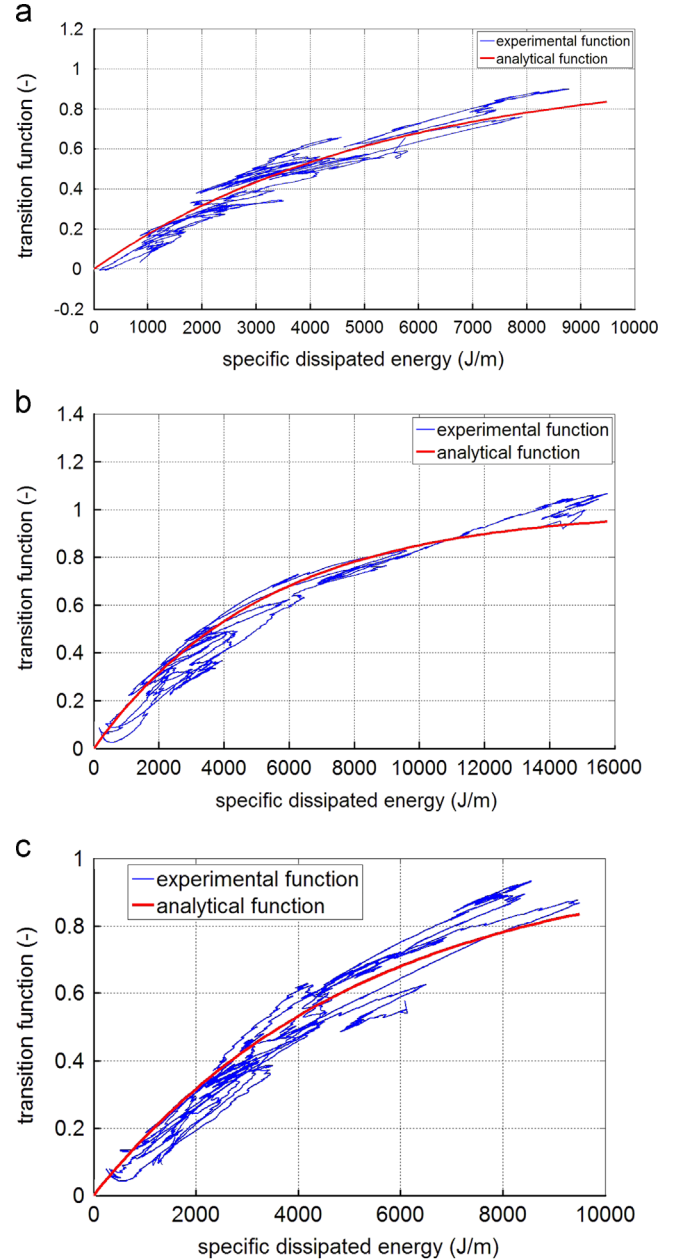 a
1.2
1
0.8
0.6
0.4
0.2
0
-0.2
transition function (-)
experimental function
analytical function
0 1000 2000 3000 4000 5000 6000 7000 8000 9000 10000
specific dissipated energy (J/m)
b
1.4
1.2
1
0.8
0.6
0.4
0.2
0
transition function (-)
experimental function
analytical function
0 2000 4000 6000 8000 10000 12000 14000 16000
specific dissipated energy (J/m)
c
1
0.8
0.6
0.4
0.2
0
transition function (-)
experimental function
analytical function
0 2000 4000 6000 8000 10000
specific dissipated energy (J/m)